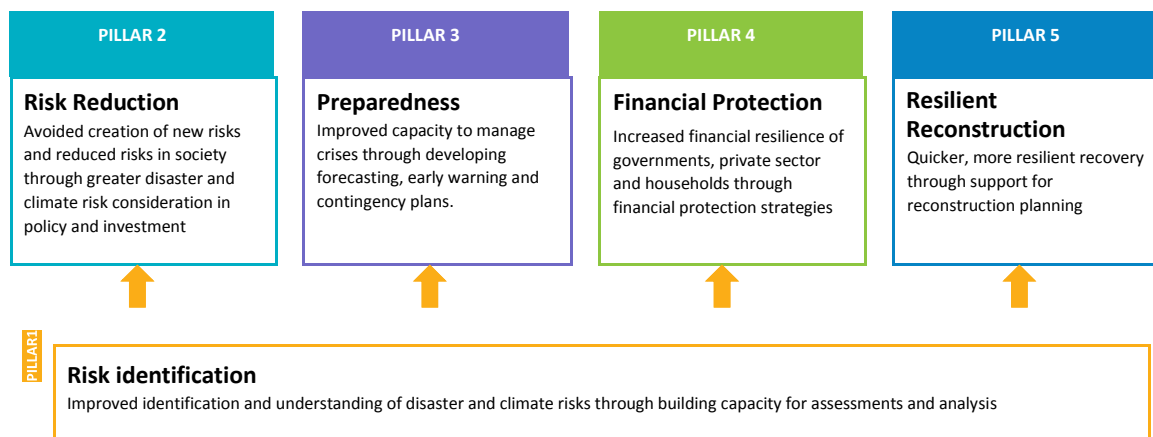 PILLAR 2
Risk Reduction
Avoided creation of new risks
and reduced risks in society
through greater disaster and
climate risk consideration in
policy and investment
PILLAR 3
Preparedness
Improved capacity to manage
crises through developing
forecasting, early warning and
contingency plans.
PILLAR 4
Financial Protection
Increased financial resilience of
governments, private sector
and households through
financial protection strategies
PILLAR 5
Resilient
Reconstruction
Quicker, more resilient recovery
through support for
reconstruction planning
PILLAR1
Risk identification
Improved identification and understanding of disaster and climate risks through building capacity for assessments and analysis